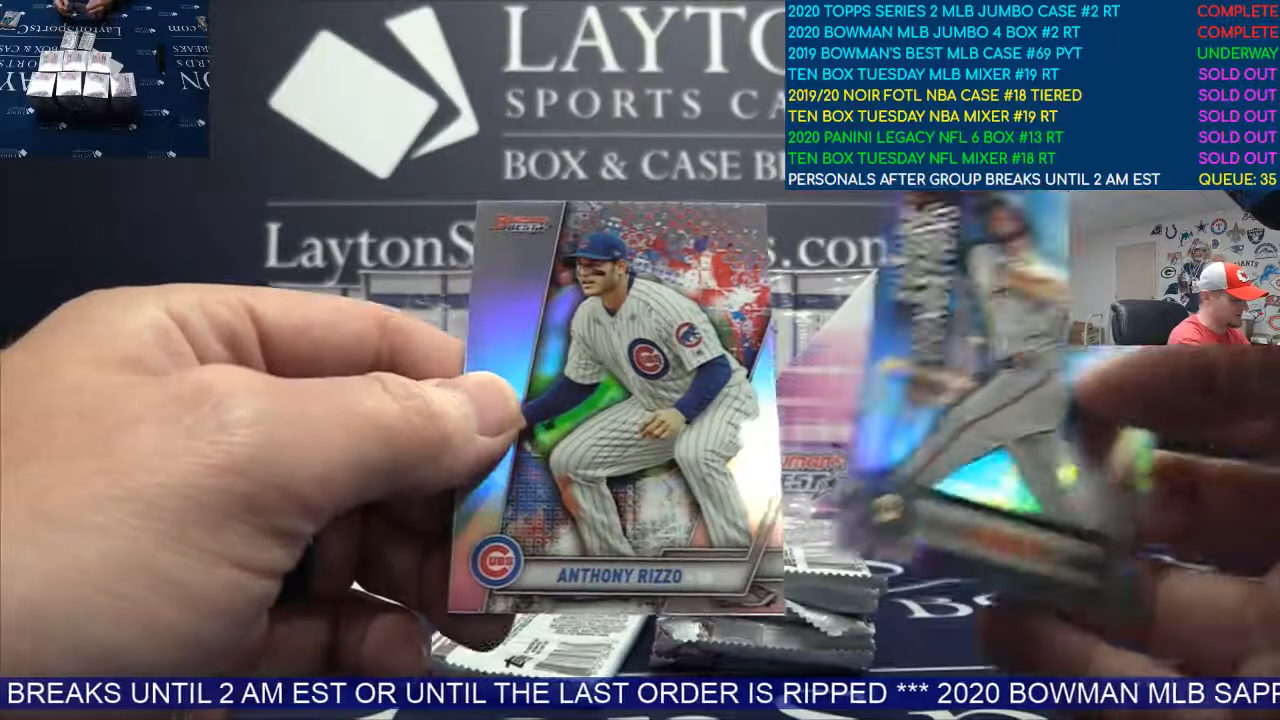 2020 TOPPS SERIES 2 MLB JUMBO CASE #2 RT COMPLETE
2020 BOWMAN MLB JUMBO 4 BOX #2 RT COMPLETE
2019 BOWMAN'S BEST MLB CASE #69 PYT UNDERWAY
TEN BOX TUESDAY MLB MIXER #19 RT SOLD OUT
2019/20 NOIR FOTL NBA CASE #18 TIERED SOLD OUT
TEN BOX TUESDAY NBA MIXER #19 RT SOLD OUT
2020 PANINI LEGACY NFL 6 BOX #13 RT SOLD OUT
TEN BOX TUESDAY NFL MIXER #18 RT SOLD OUT
PERSONALS AFTER GROUP BREAKS UNTIL 2 AM EST QUEUE: 35
LAYTO
SPORTS CA
BOX & CASE B
LaytonS s.com
BEST
CUBS
CUBS
ANTHONY RIZZO
BEST
BREAKS UNTIL 2 AM EST OR UNTIL THE LAST ORDER IS RIPPED *** 2020 BOWMAN MLB SAPP